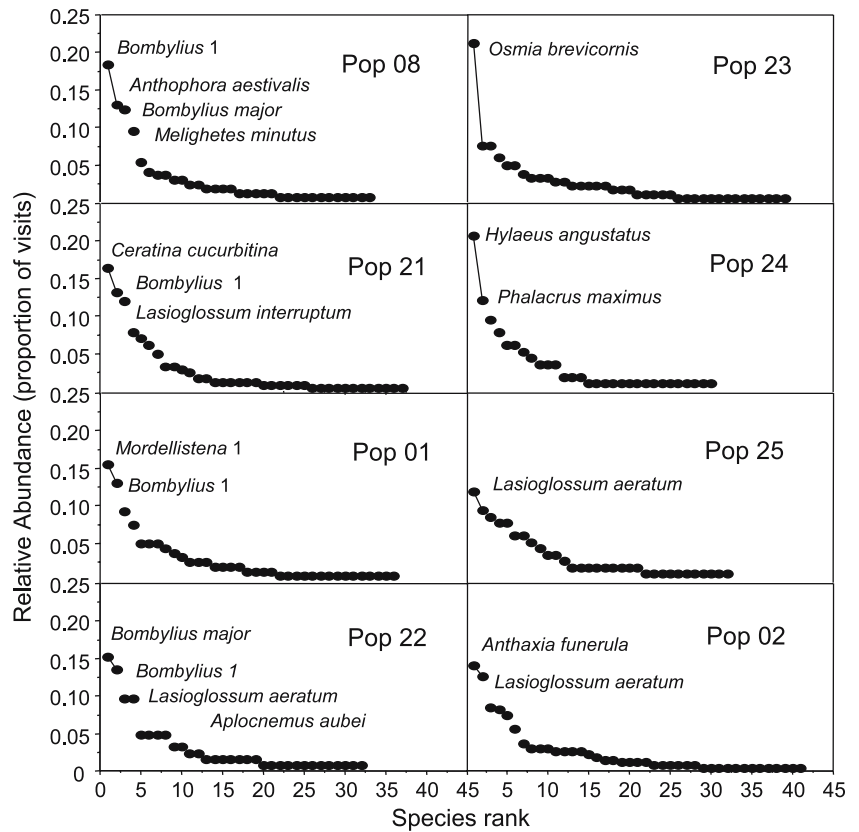 Relative Abundance (proportion of visits)
0.25
0.20
0.15
0.10
0.05
Bombylius 1
Anthophora aestivalis
Bombylius major
Melighetes minutus
Pop 08
Osmia brevicornis
Pop 23
0.25
0.20
0.15
0.10
0.05
Ceratina cucurbitina
Bombylius 1
Lasioglossum interruptum
Pop 21
Hylaeus angustatus
Phalacrus maximus
Pop 24
0.25
0.20
0.15
0.10
0.05
Mordellistena 1
Bombylius 1
Pop 01
Lasioglossum aeratum
Pop 25
0.25
0.20
0.15
0.10
0.05
0
Bombylius major
Bombylius 1
Lasioglossum aeratum
Aplocnemus aubei
Pop 22
Anthaxia funerula
Lasioglossum aeratum
Pop 02
0 5 10 15 20 25 30 35 40 45 5 10 15 20 25 30 35 40 45
Species rank